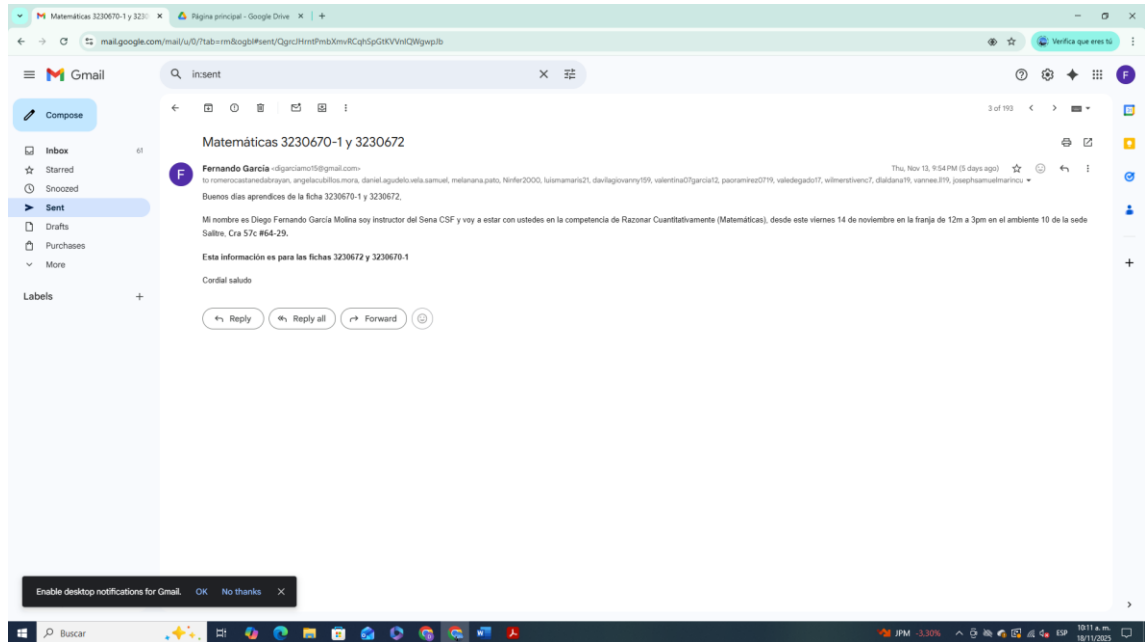 Matemáticas 3230670-1 y 3230
Página principal - Google Drive
mail.google.com/mail/u/0/?tab=rm&ogbl#sent/QgrcJHrntPmbXmvRCqhSpGtKVVnlQWgwpJb
Verifica que eres tú
Gmail
in:sent
F
Compose
3 of 193
Inbox 61
Starred
Snoozed
Sent
Drafts
Purchases
More
Labels
Matemáticas 3230670-1 y 3230672
F
Fernando García <digarciamo15@gmail.com>
Thu, Nov 13, 9:54 PM (5 days ago)
to romerocastanedabrayan, angelacubillos.mora, daniel.agudelo.vela.samuel, melanana.pato, Ninfer2000, luismamaris21, davilagiovanny159, valentina07garcia12, paoramirez0719, valedegado17, wilmerstivenc7, dlaldana19, vannee.ll19, josephsamuelmarincu
Buenos días aprendices de la ficha 3230670-1 y 3230672,
Mi nombre es Diego Fernando García Molina soy instructor del Sena CSF y voy a estar con ustedes en la competencia de Razonar Cuantitativamente (Matemáticas), desde este viernes 14 de noviembre en la franja de 12m a 3pm en el ambiente 10 de la sede
Salitre. Cra 57c #64-29.
Esta información es para las fichas 3230672 y 3230670-1
Cordial saludo
Reply
Reply all
Forward
Enable desktop notifications for Gmail. OK No thanks
Buscar
JPM -3,30%
ESP
10:11 a. m.
18/11/2025